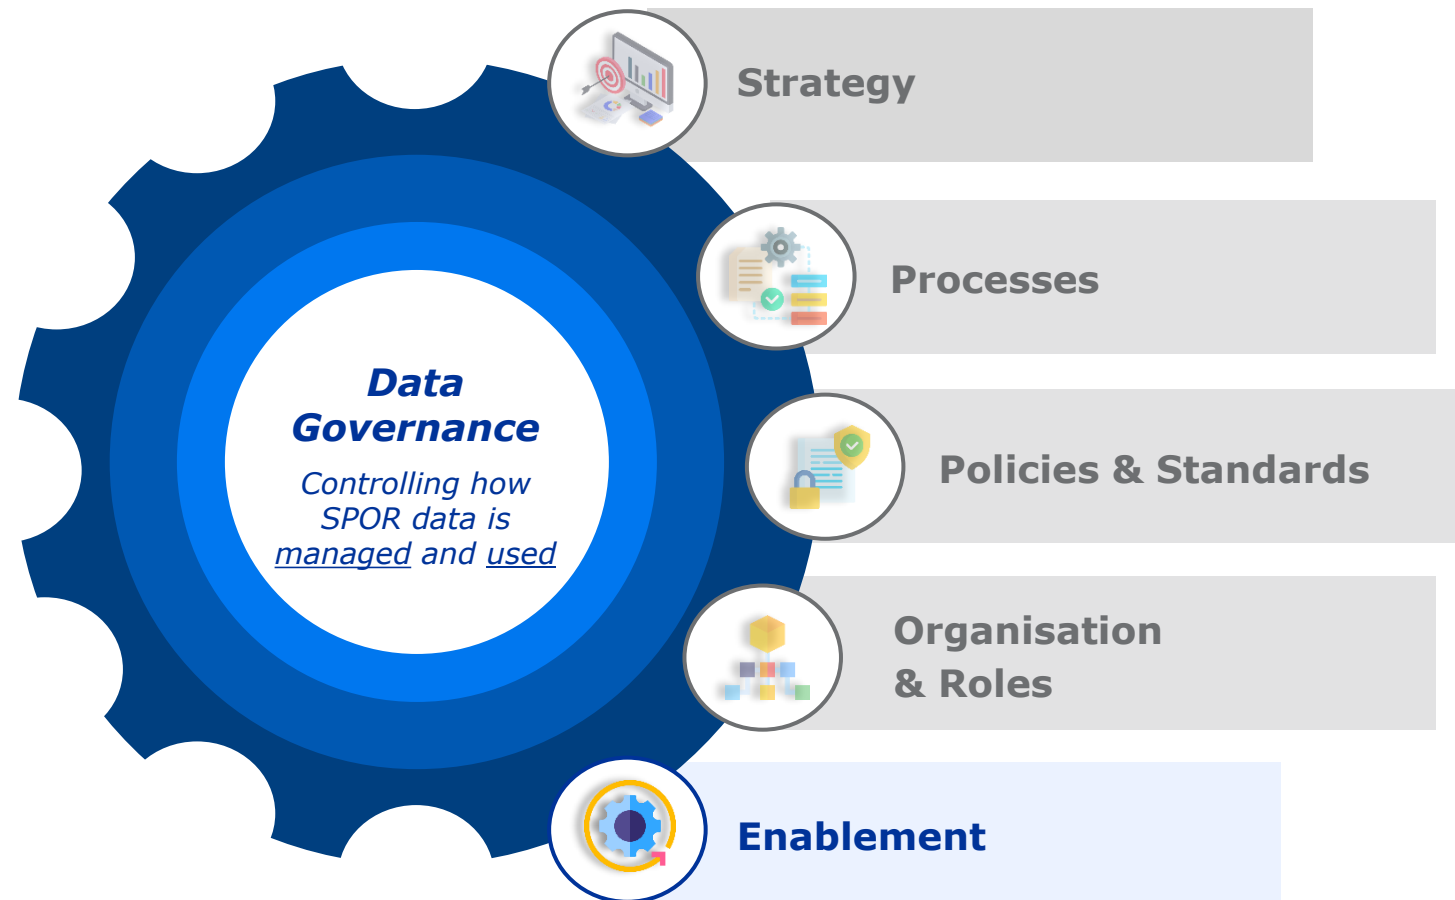 Strategy
Processes
Data
Governance
Controlling how
SPOR data is
managed and used
Policies & Standards
Organisation
& Roles
Enablement